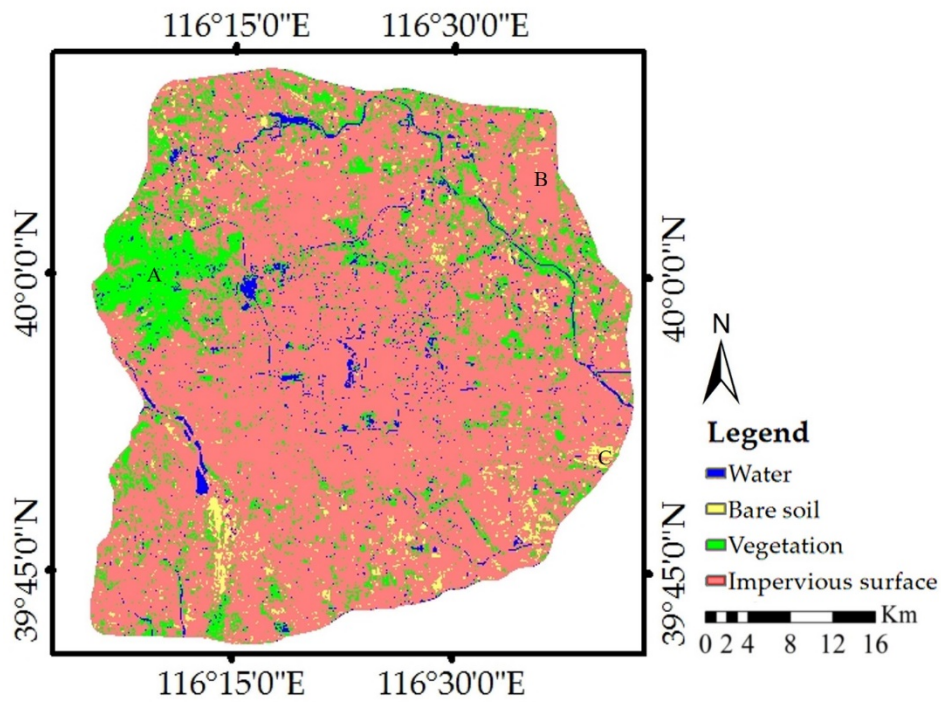 116°15'0"E 116°30'0"E
B
40°0'0"N A 40°0'0"N
N
Legend
Water
C
Bare soil
39°45'0"N Vegetation 39°45'0"N
Impervious surface
Km
0 2 4 8 12 16
116°15'0"E 116°30'0"E